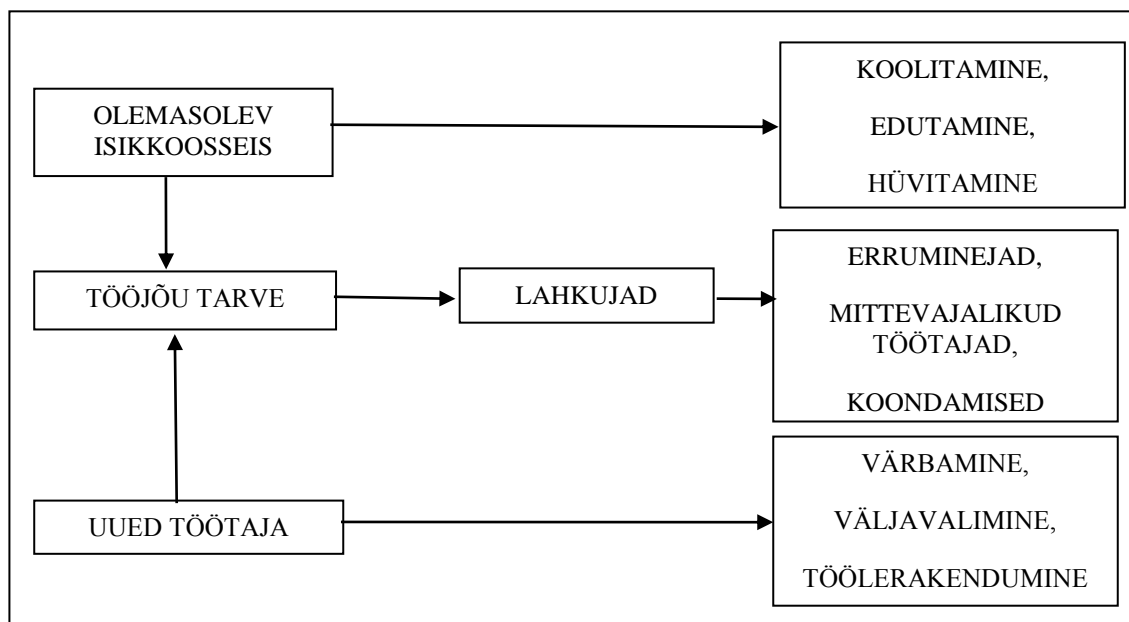 OLEMASOLEV
ISIKKOOSSEIS
KOOLITAMINE,
EDUTAMINE,
HÜVITAMINE
TÖÖJÕU TARVE
LAHKUJAD
ERRUMINEJAD,
MITTEVAJALIKUD
TÖÖTAJAD,
KOONDAMISED
UUED TÖÖTAJA
VÄRBAMINE,
VÄLJAVALIMINE,
TÖÖLERAKENDUMINE